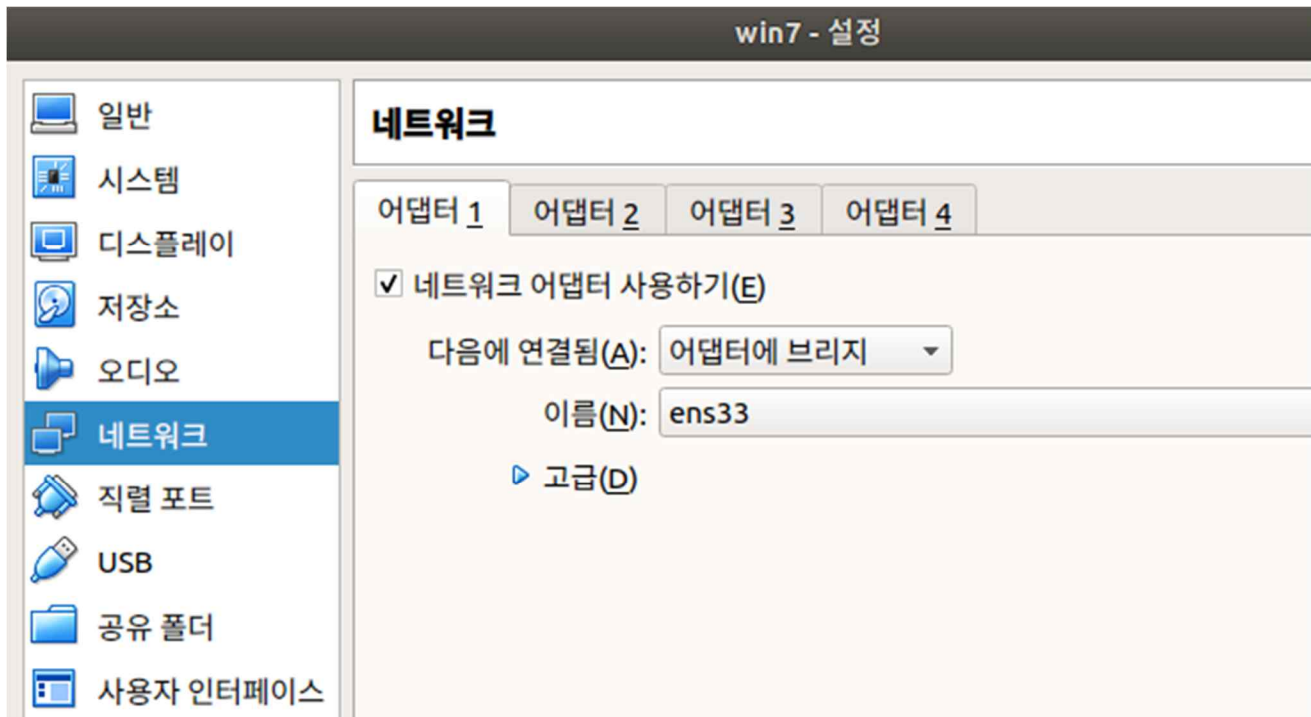 win7 - 설정
일반
시스템
디스플레이
저장소
오디오
네트워크
직렬 포트
USB
공유 폴더
사용자 인터페이스
네트워크
어댑터 1 어댑터 2 어댑터 3 어댑터 4
네트워크 어댑터 사용하기(E)
다음에 연결됨(A): 어댑터에 브리지
이름(N): ens33
고급(D)